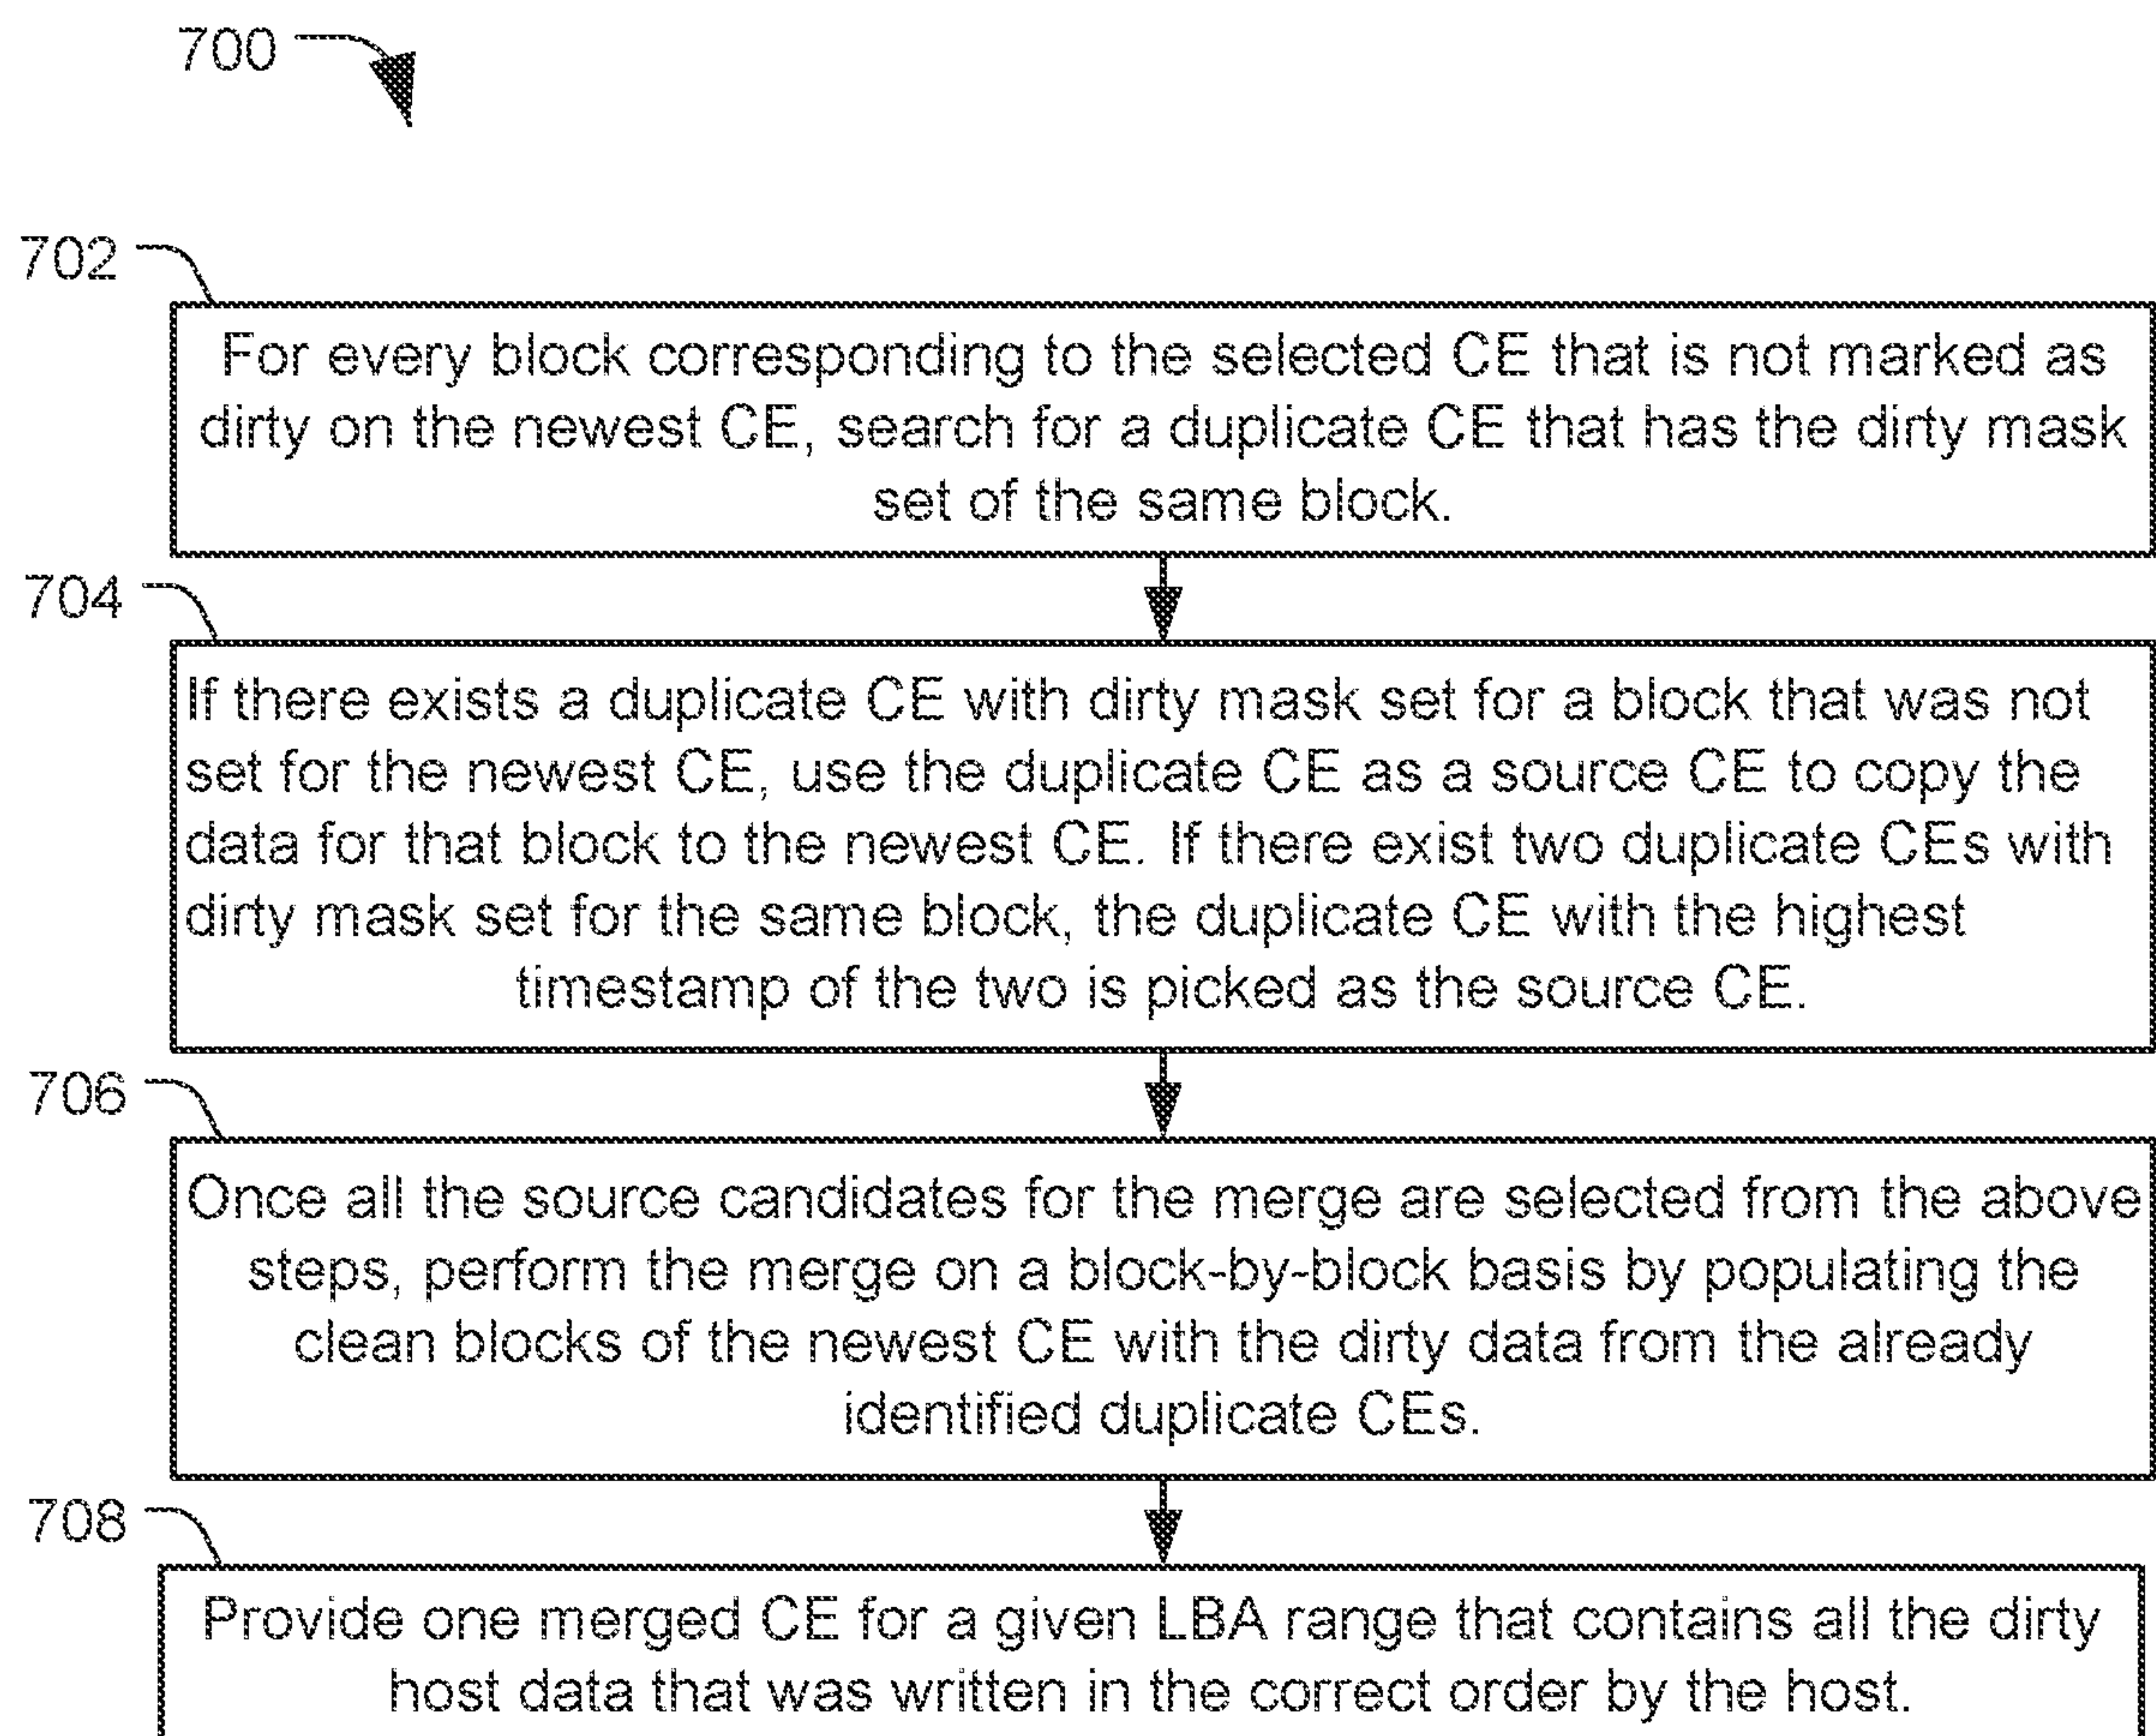 700
702
For every block corresponding to the selected CE that is not marked as
dirty on the newest CE, search for a duplicate CE that has the dirty mask
set of the same block.
704
If there exists a duplicate CE with dirty mask set for a block that was not
set for the newest CE, use the duplicate CE as a source CE to copy the
data for that block to the newest CE. If there exist two duplicate CEs with
dirty mask set for the same block, the duplicate CE with the highest
timestamp of the two is picked as the source CE.
706
Once all the source candidates for the merge are selected from the above
steps, perform the merge on a block-by-block basis by populating the
clean blocks of the newest CE with the dirty data from the already
identified duplicate CEs.
708
Provide one merged CE for a given LBA range that contains all the dirty
host data that was written in the correct order by the host.